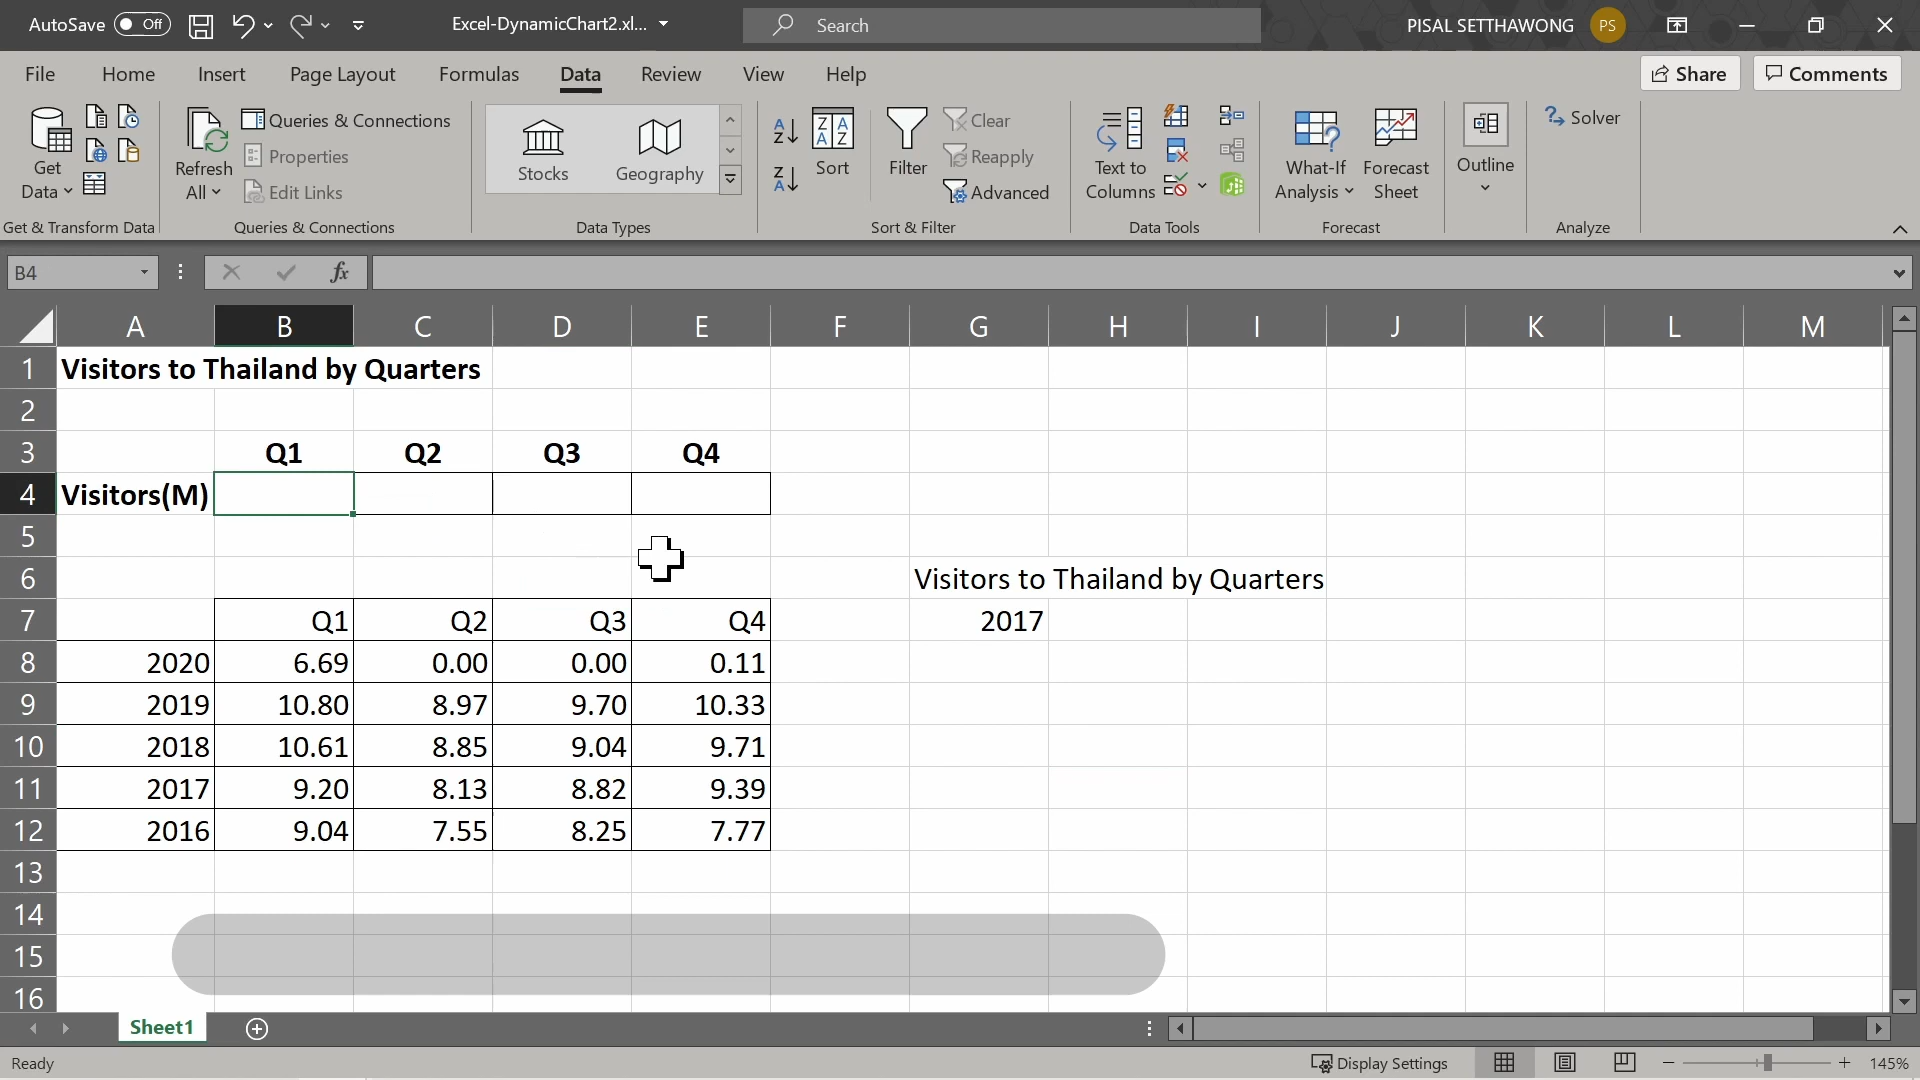 AutoSave Off Excel-DynamicChart2.xl... Search PISAL SETTHAWONG PS
File Home Insert Page Layout Formulas Data Review View Help Share Comments
Get Data
Refresh All
Queries & Connections
Properties
Edit Links
Stocks
Geography
Sort
Filter
Clear
Reapply
Advanced
Text to Columns
What-If Analysis
Forecast Sheet
Outline
Solver
Get & Transform Data Queries & Connections Data Types Sort & Filter Data Tools Forecast Analyze
B4 fx
A B C D E F G H I J K L M
1 Visitors to Thailand by Quarters
2
3 Q1 Q2 Q3 Q4
4 Visitors(M)
5
6 Visitors to Thailand by Quarters
7 Q1 Q2 Q3 Q4 2017
8 2020 6.69 0.00 0.00 0.11
9 2019 10.80 8.97 9.70 10.33
10 2018 10.61 8.85 9.04 9.71
11 2017 9.20 8.13 8.82 9.39
12 2016 9.04 7.55 8.25 7.77
13
14
15
16
Sheet1
Ready Display Settings 145%